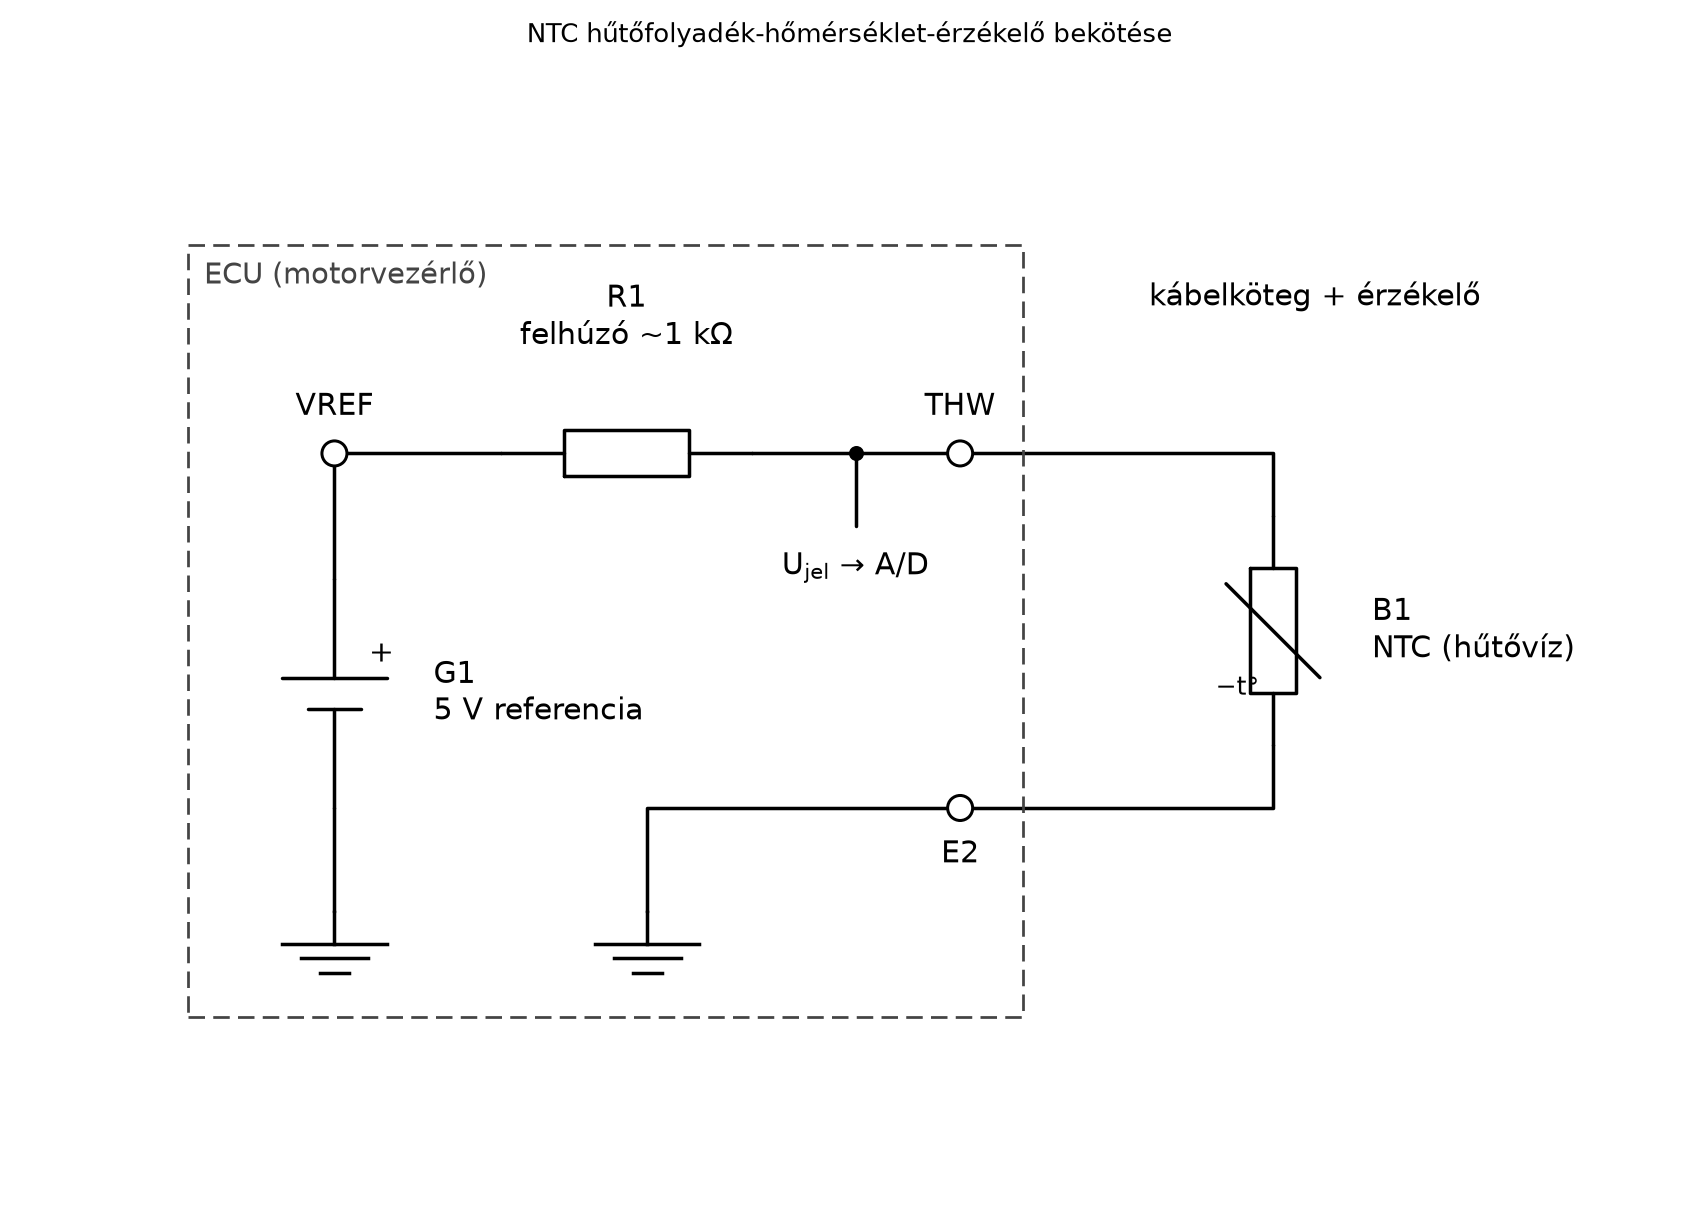 NTC hűtőfolyadék-hőmérséklet-érzékelő bekötése
ECU (motorvezérlő)
R1
felhúzó ~1 kΩ
kábelköteg + érzékelő
VREF
THW
Ujel → A/D
B1
NTC (hűtővíz)
−t°
+
G1
5 V referencia
E2